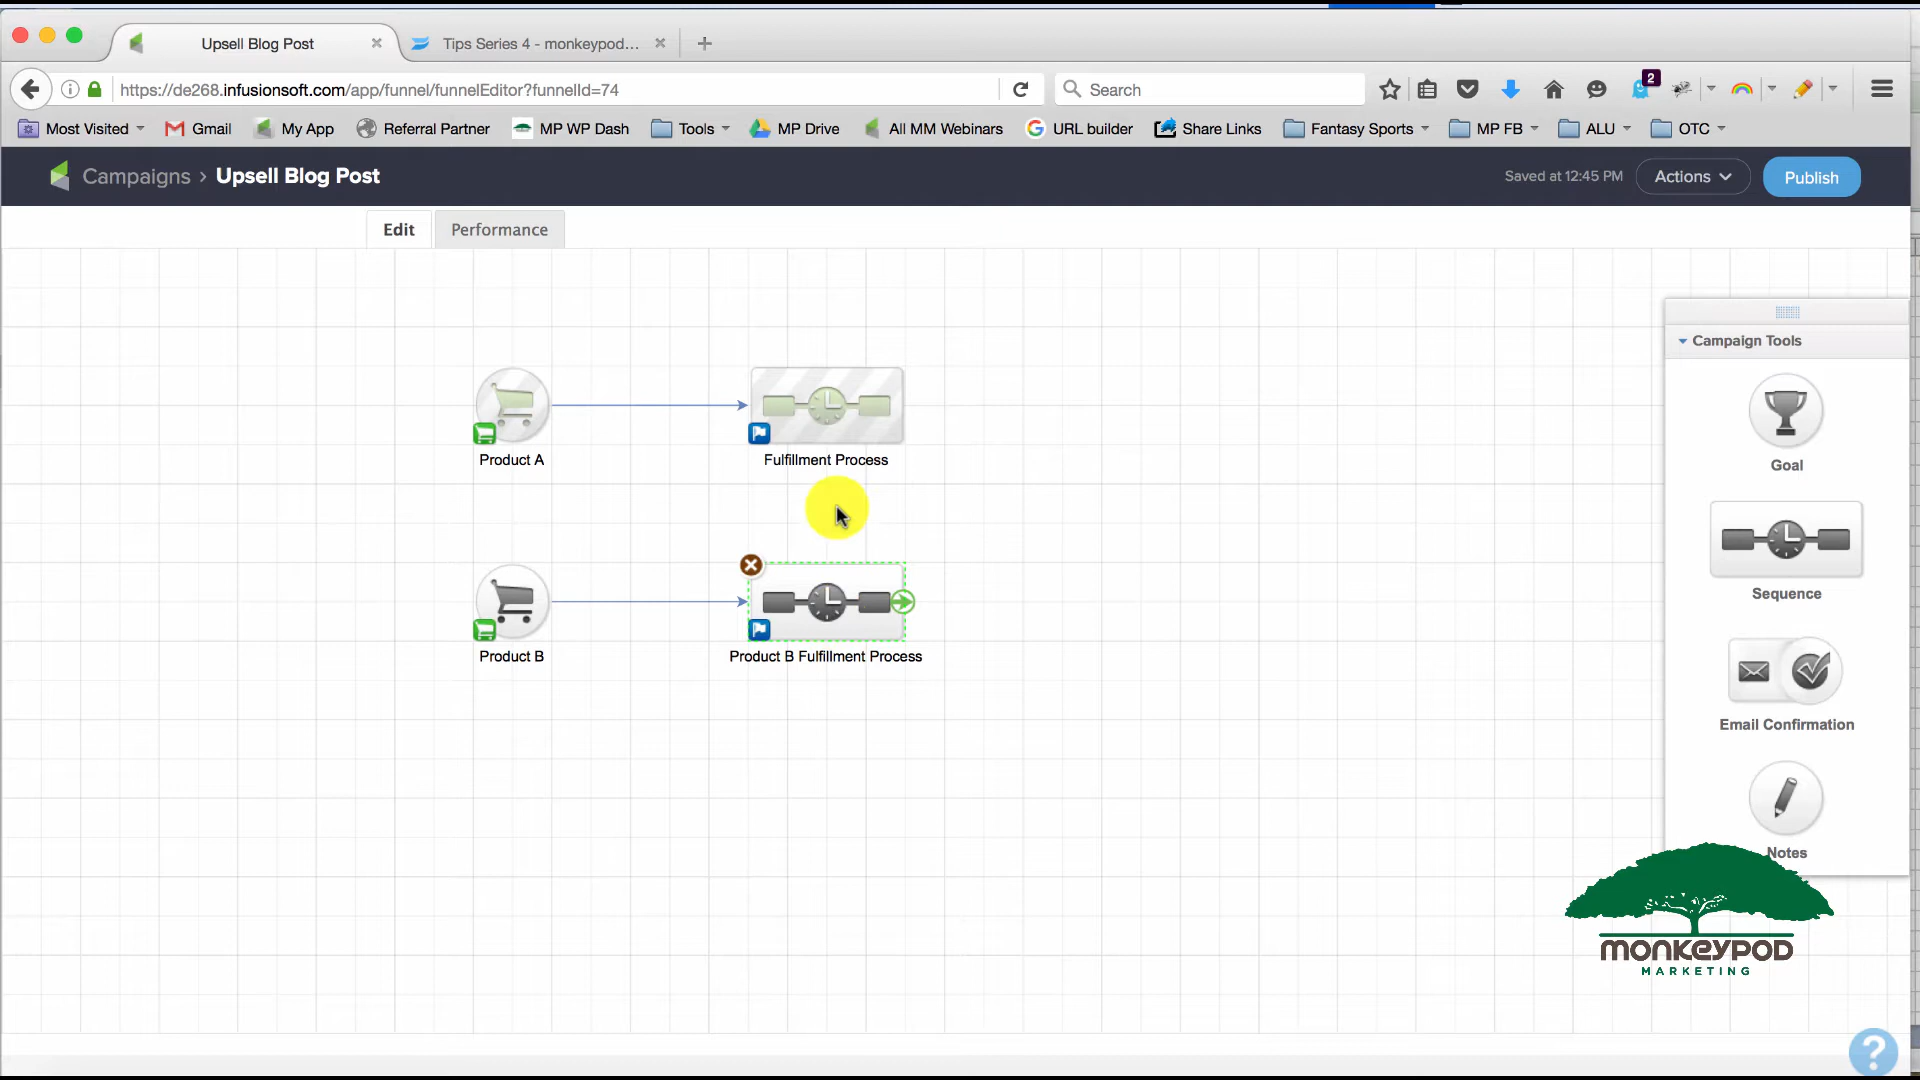 Upsell Blog Post
Tips Series 4 - monkeypod...
https://de268.infusionsoft.com/app/funnel/funnelEditor?funnelId=74
Search
2
Most Visited
Gmail
My App
Referral Partner
MP WP Dash
Tools
MP Drive
All MM Webinars
URL builder
Share Links
Fantasy Sports
MP FB
ALU
OTC
Campaigns › Upsell Blog Post
Saved at 12:45 PM
Actions
Publish
Edit
Performance
Campaign Tools
Goal
Product A
Fulfillment Process
Sequence
Product B
Product B Fulfillment Process
Email Confirmation
Notes
MONKEYPOD
MARKETING
?